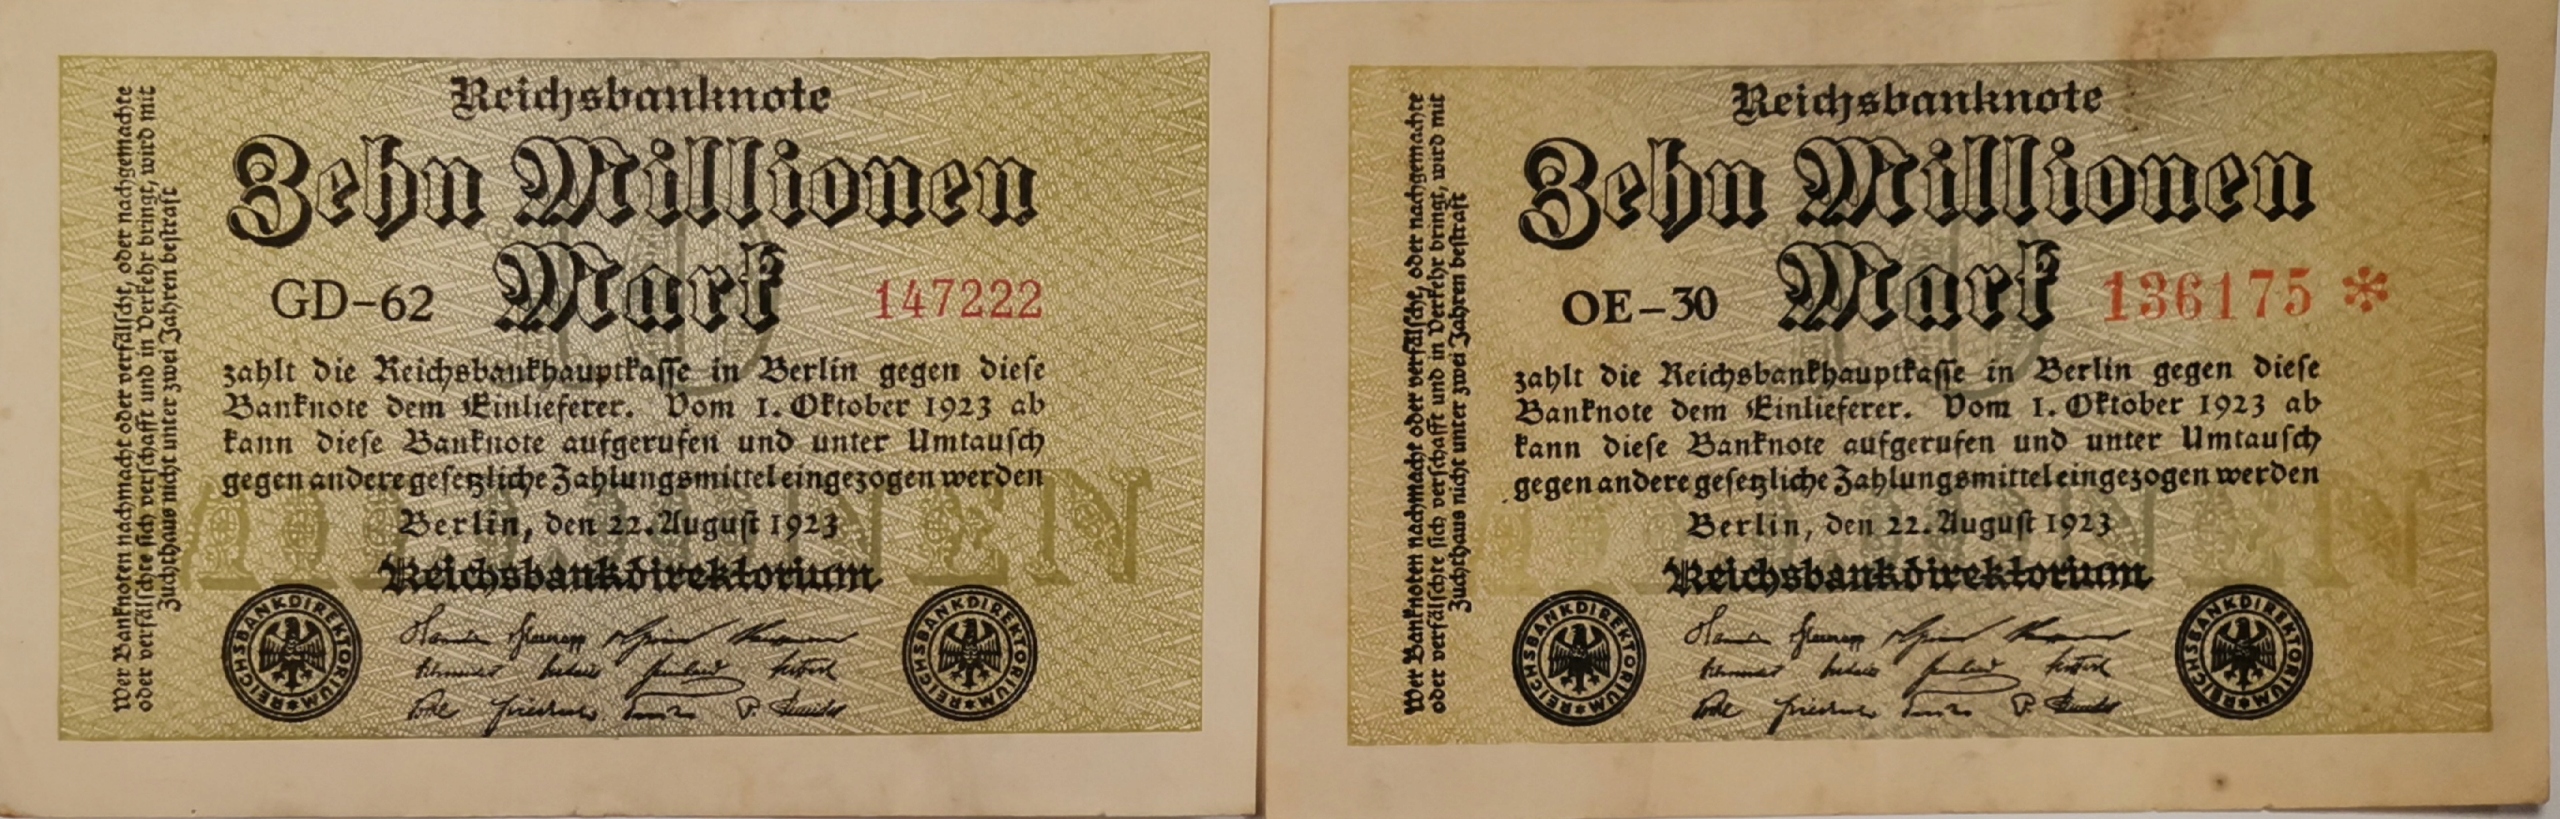 Reichsbanknote
Zehn Millionen
Mark
GD-62
147222
zahlt die Reichsbankhauptkasse in Berlin gegen diese
Banknote dem Einlieferer. Vom 1. Oktober 1923 ab
kann diese Banknote aufgerufen und unter Umtausch
gegen andere gesetzliche Zahlungsmittel eingezogen werden
Berlin, den 22. August 1923
Reichsbankdirektorium
REICHSBANKDIREKTORIUM
REICHSBANKDIREKTORIUM
Wer Banknoten nachmacht oder verfälscht, oder nachgemachte
oder verfälschte sich verschafft und in Verkehr bringt, wird mit
Zuchthaus nicht unter zwei Jahren bestraft
Reichsbanknote
Zehn Millionen
Mark
OE-30
136175 *
zahlt die Reichsbankhauptkasse in Berlin gegen diese
Banknote dem Einlieferer. Vom 1. Oktober 1923 ab
kann diese Banknote aufgerufen und unter Umtausch
gegen andere gesetzliche Zahlungsmittel eingezogen werden
Berlin, den 22. August 1923
Reichsbankdirektorium
REICHSBANKDIREKTORIUM
REICHSBANKDIREKTORIUM
Wer Banknoten nachmacht oder verfälscht, oder nachgemachte
oder verfälschte sich verschafft und in Verkehr bringt, wird mit
Zuchthaus nicht unter zwei Jahren bestraft